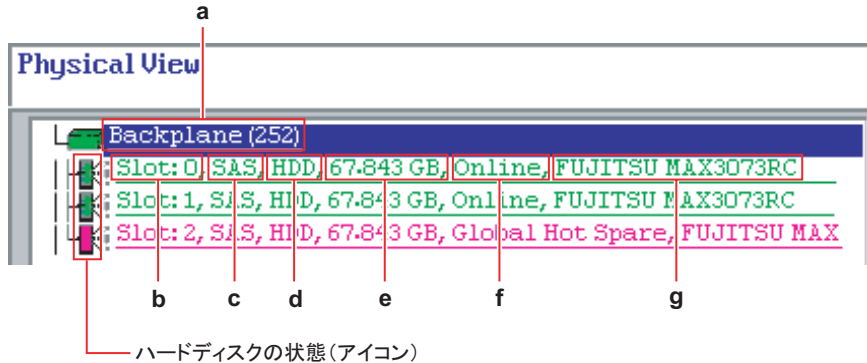 a
Physical View
Backplane (252)
Slot: 0, SAS, HDD, 67.843 GB, Online, FUJITSU MAX3073RC
Slot: 1, SAS, HDD, 67.843 GB, Online, FUJITSU MAX3073RC
Slot: 2, SAS, HDD, 67.843 GB, Global Hot Spare, FUJITSU MAX
b c d e f g
ハードディスクの状態(アイコン)